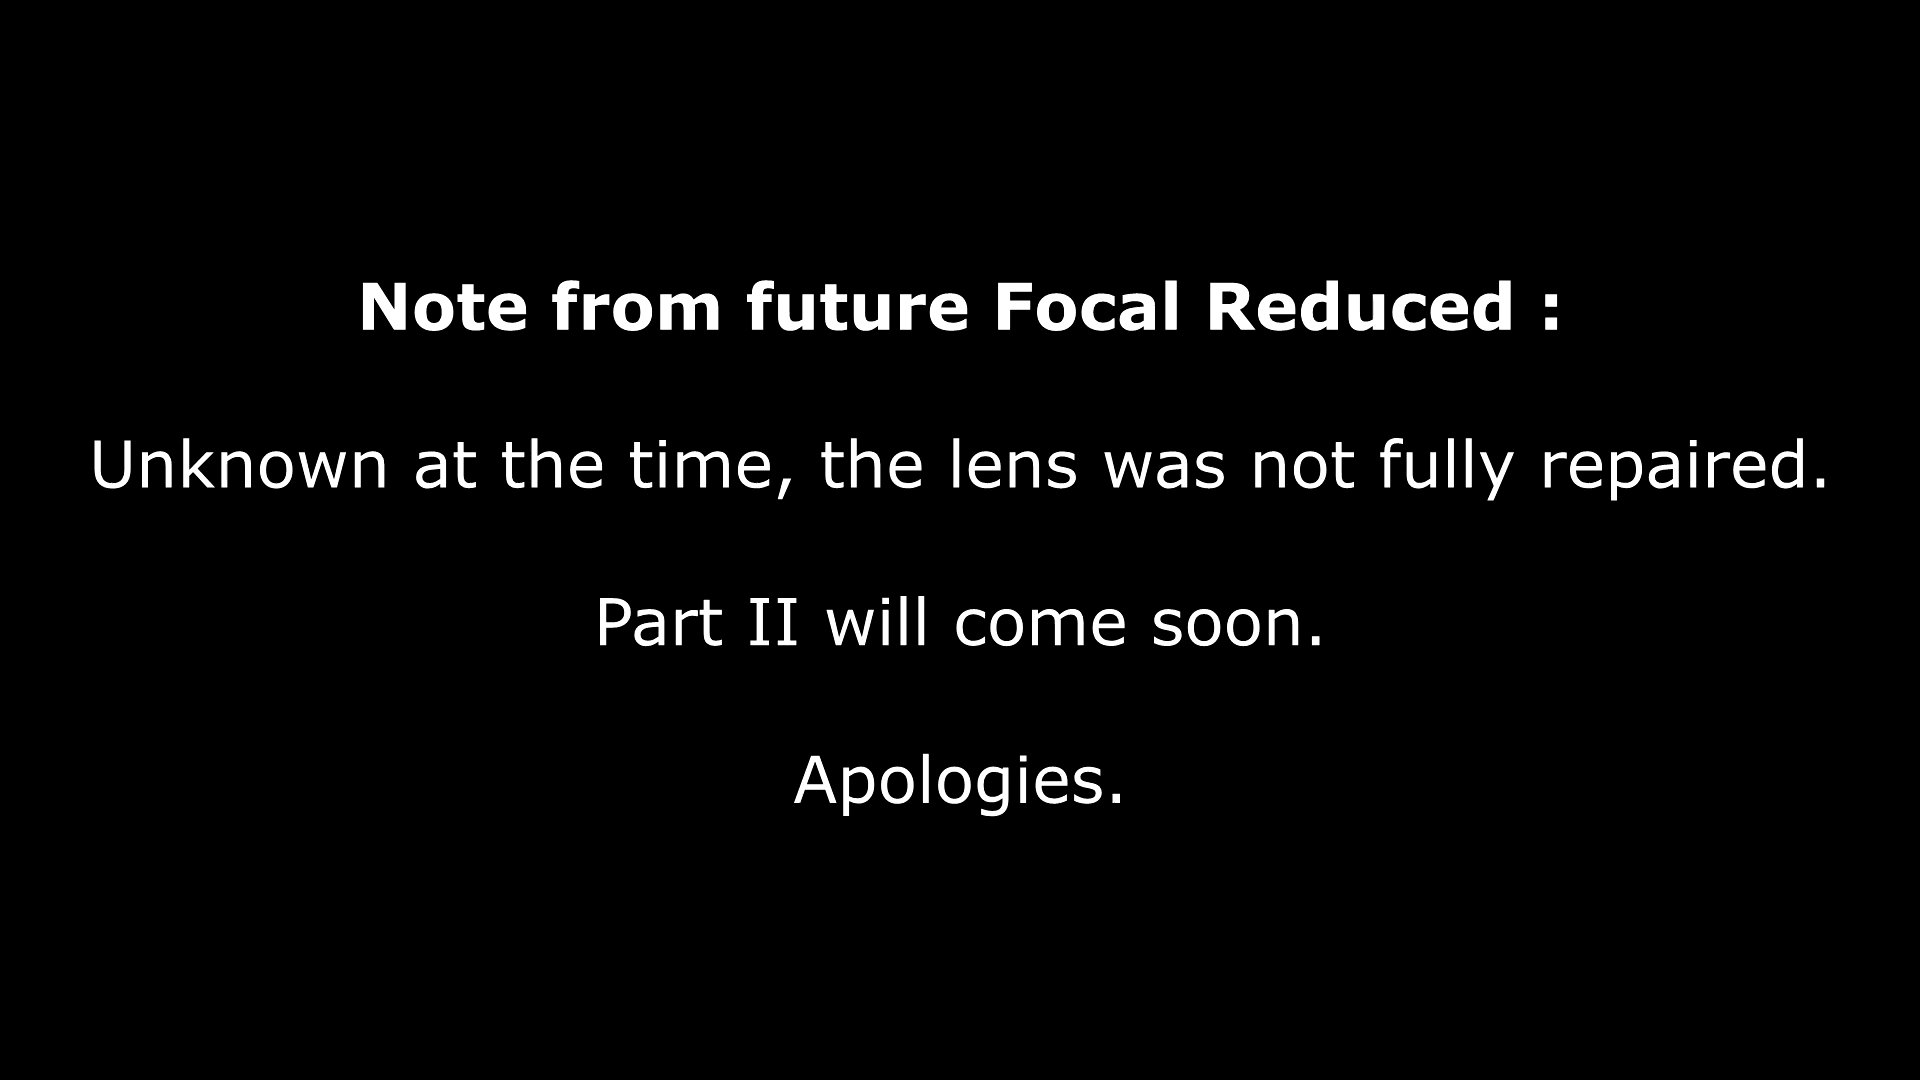 Note from future Focal Reduced :
Unknown at the time, the lens was not fully repaired.
Part II will come soon.
Apologies.